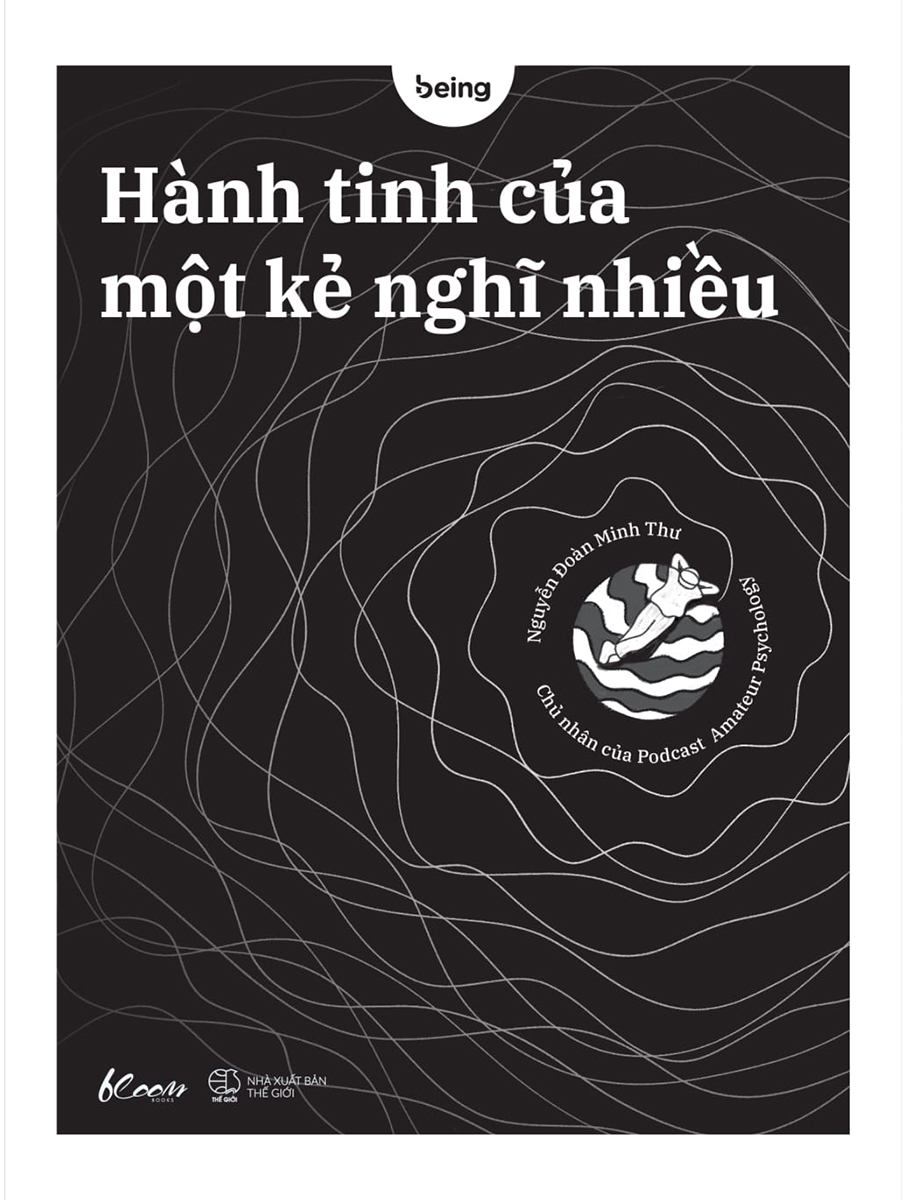 being
Hành tinh của
một kẻ nghĩ nhiều
Nguyễn Đoàn Minh Thư
Chủ nhân của Podcast Amateur Psychology
bloom
BOOKS
THẾ GIỚI
NHÀ XUẤT BẢN
THẾ GIỚI